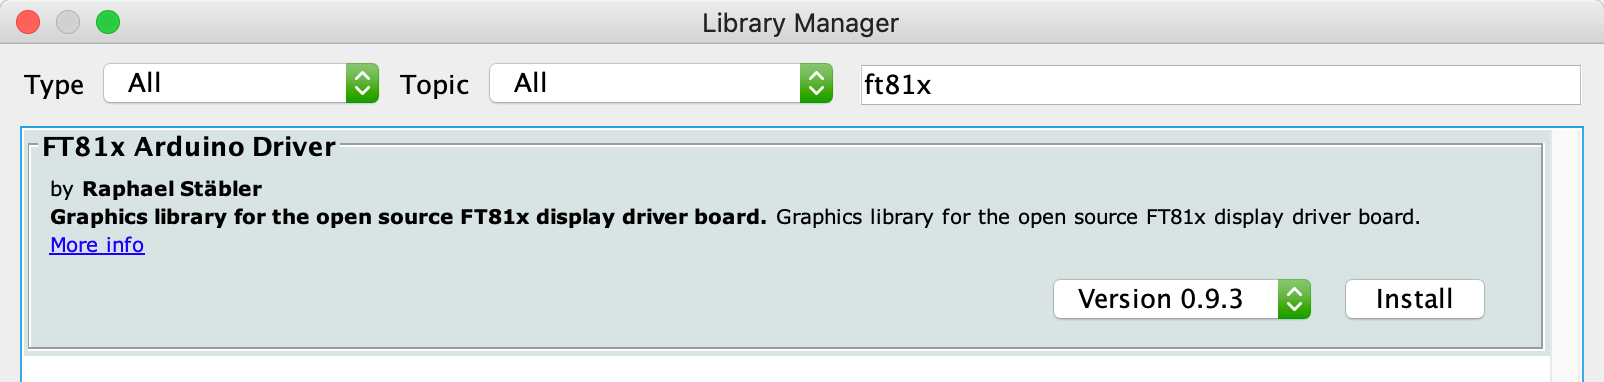 Library Manager
Type All Topic All ft81x
FT81x Arduino Driver
by Raphael Stäbler
Graphics library for the open source FT81x display driver board. Graphics library for the open source FT81x display driver board.
More info
Version 0.9.3 Install